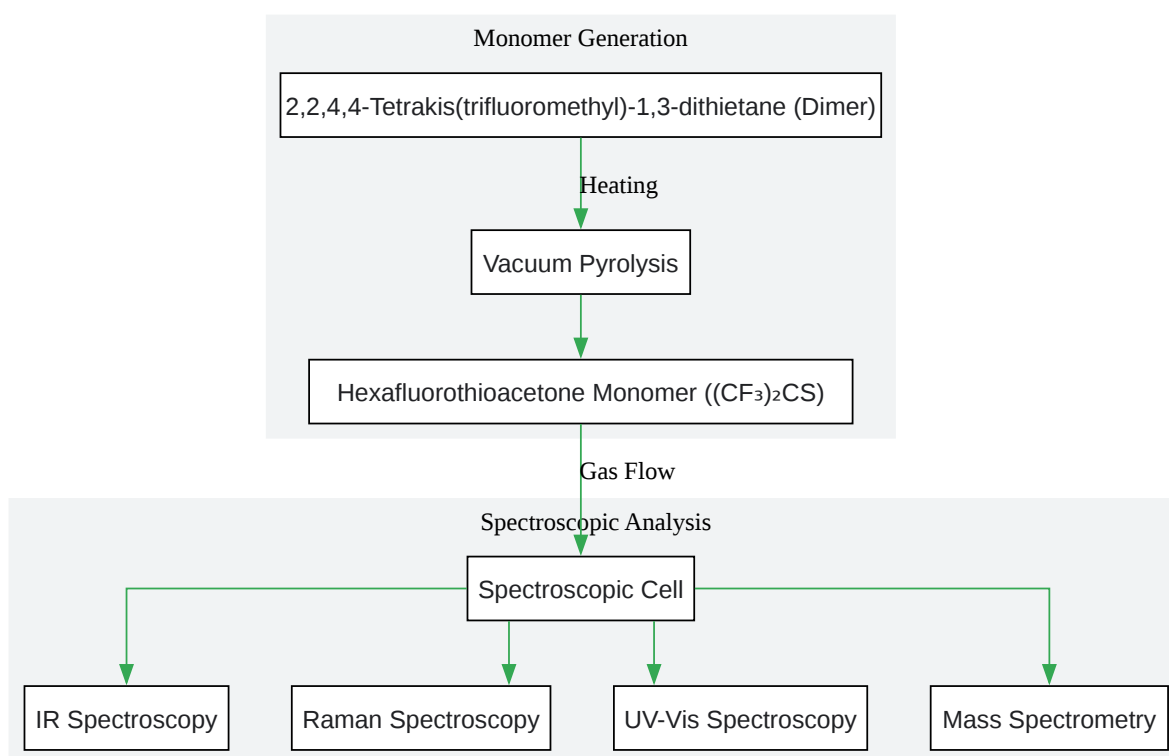 Monomer Generation
2,2,4,4-Tetrakis(trifluoromethyl)-1,3-dithietane (Dimer)
Heating
Vacuum Pyrolysis
Hexafluorothioacetone Monomer ((CF₃)₂CS)
Gas Flow
Spectroscopic Analysis
Spectroscopic Cell
IR Spectroscopy
Raman Spectroscopy
UV-Vis Spectroscopy
Mass Spectrometry